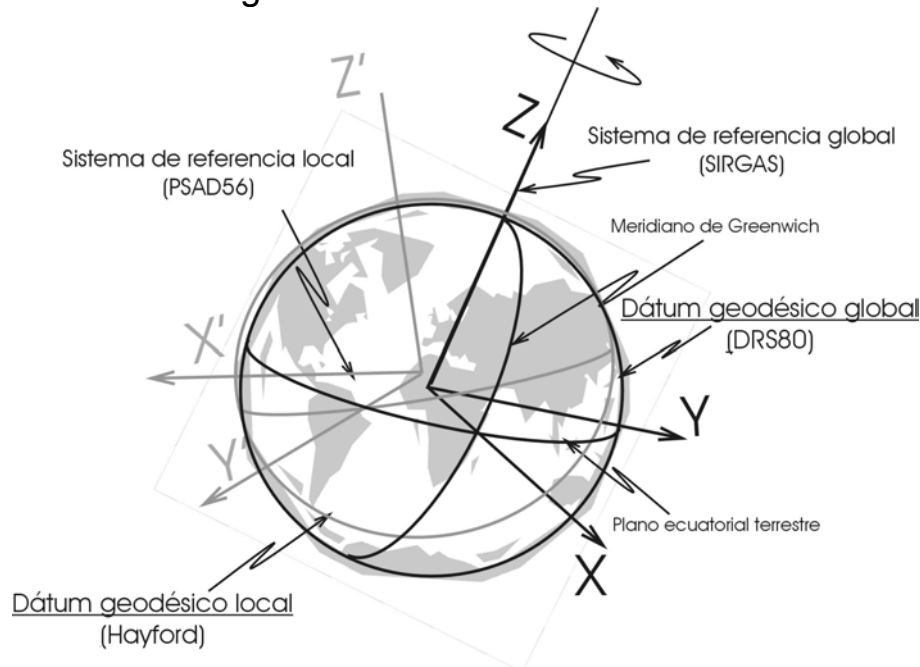 Z'
Z
Sistema de referencia global
(SIRGAS)
Sistema de referencia local
(PSAD56)
Meridiano de Greenwich
Dátum geodésico global
(DRS80)
X'
Y
Y'
Plano ecuatorial terrestre
X
Dátum geodésico local
(Hayford)